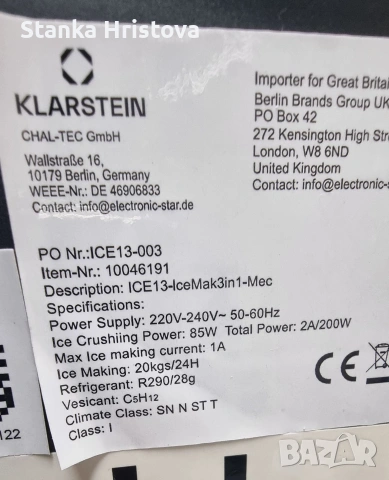 Stanka Hristova
KLARSTEIN
CHAL-TEC GmbH
Wallstraße 16,
10179 Berlin, Germany
WEEE-Nr.: DE 46906833
Contact: info@electronic-star.de
Importer for Great Britai
Berlin Brands Group UK
PO Box 42
272 Kensington High Stre
London, W8 6ND
United Kingdom
Contact: info@electronic-
PO Nr.:ICE13-003
Item-Nr.: 10046191
Description: ICE13-IceMak3in1-Mec
Specifications:
Power Supply: 220V-240V~ 50-60Hz
Ice Crushiing Power: 85W Total Power: 2A/200W
Max Ice making current: 1A
Ice Making: 20kgs/24H
Refrigerant: R290/28g
Vesicant: C₅H₁₂
Climate Class: SN N ST T
Class: I
CE
122
bazar